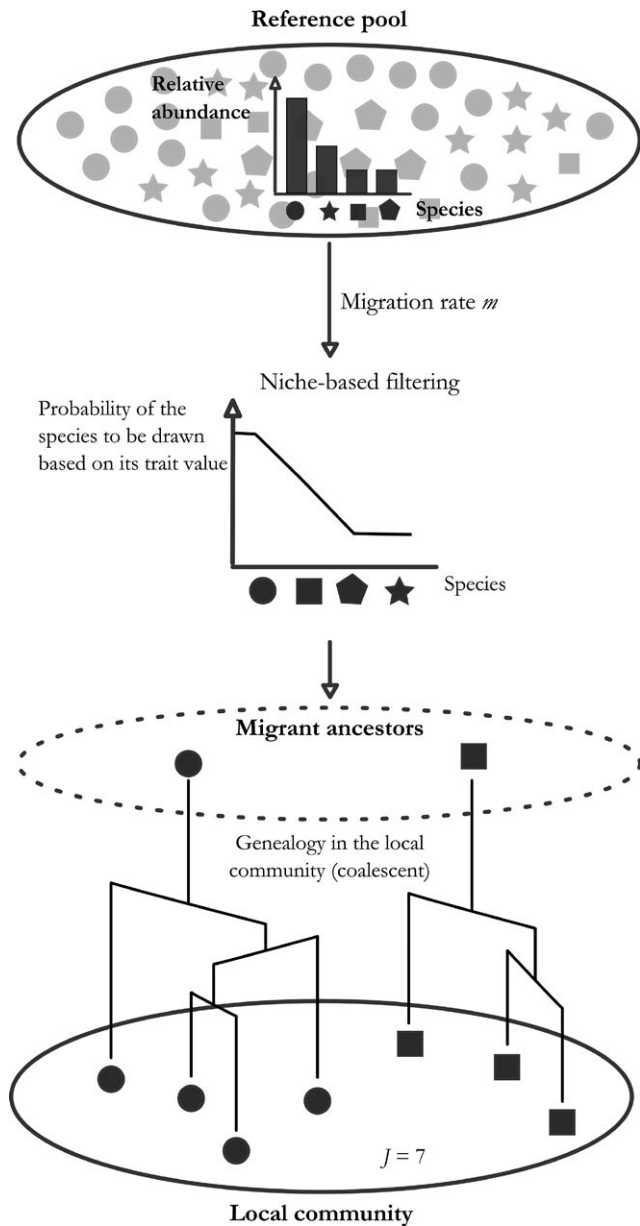 Reference pool
Relative
abundance
Species
Migration rate m
Niche-based filtering
Probability of the
species to be drawn
based on its trait value
Species
Migrant ancestors
Genealogy in the local
community (coalescent)
J = 7
Local community